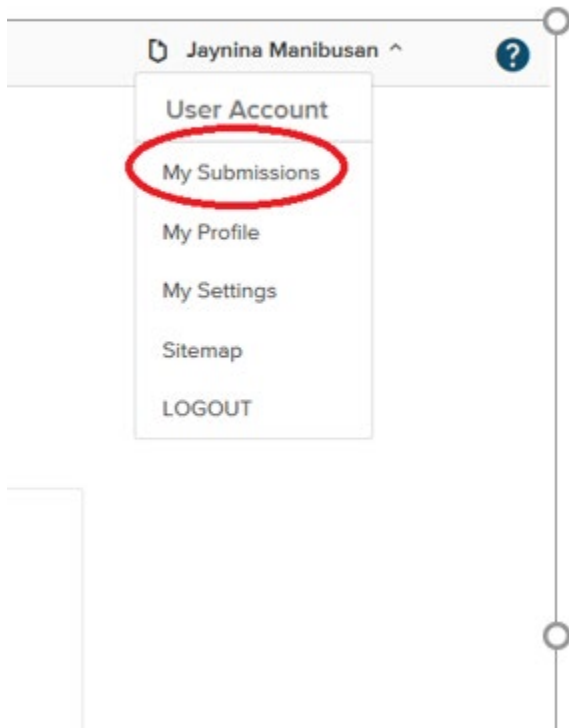 Jaynina Manibusan ^ ?
User Account
My Submissions
My Profile
My Settings
Sitemap
LOGOUT